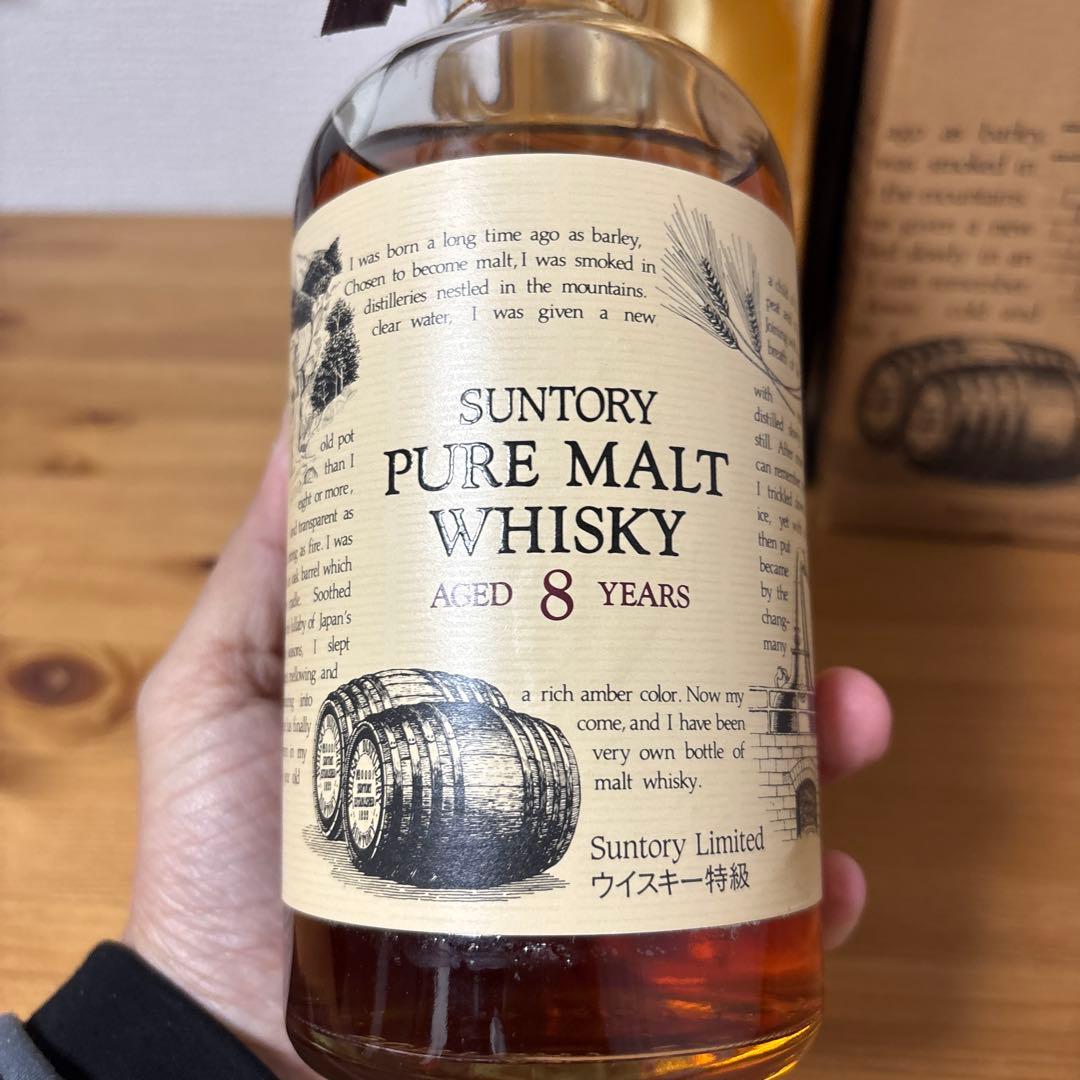 I was born a long time ago as barley,
Chosen to become malt, I was smoked in
distilleries nestled in the mountains.
clear water, I was given a new
SUNTORY
PURE MALT
WHISKY
AGED 8 YEARS
old pot
than I
eight or more,
transparent as
as fire. I was
oak barrel which
Soothed
lullaby of Japan's
I slept
mellowing and
into
finally
in my
old
with
distilled
still. After
can remember
I trickled
ice, yet
then put
became
by the
chang-
many
a rich amber color. Now my
come, and I have been
very own bottle of
malt whisky.
Suntory Limited
ウイスキー特級
ago as barley
was smoked in
the mountains
given a new
cold and